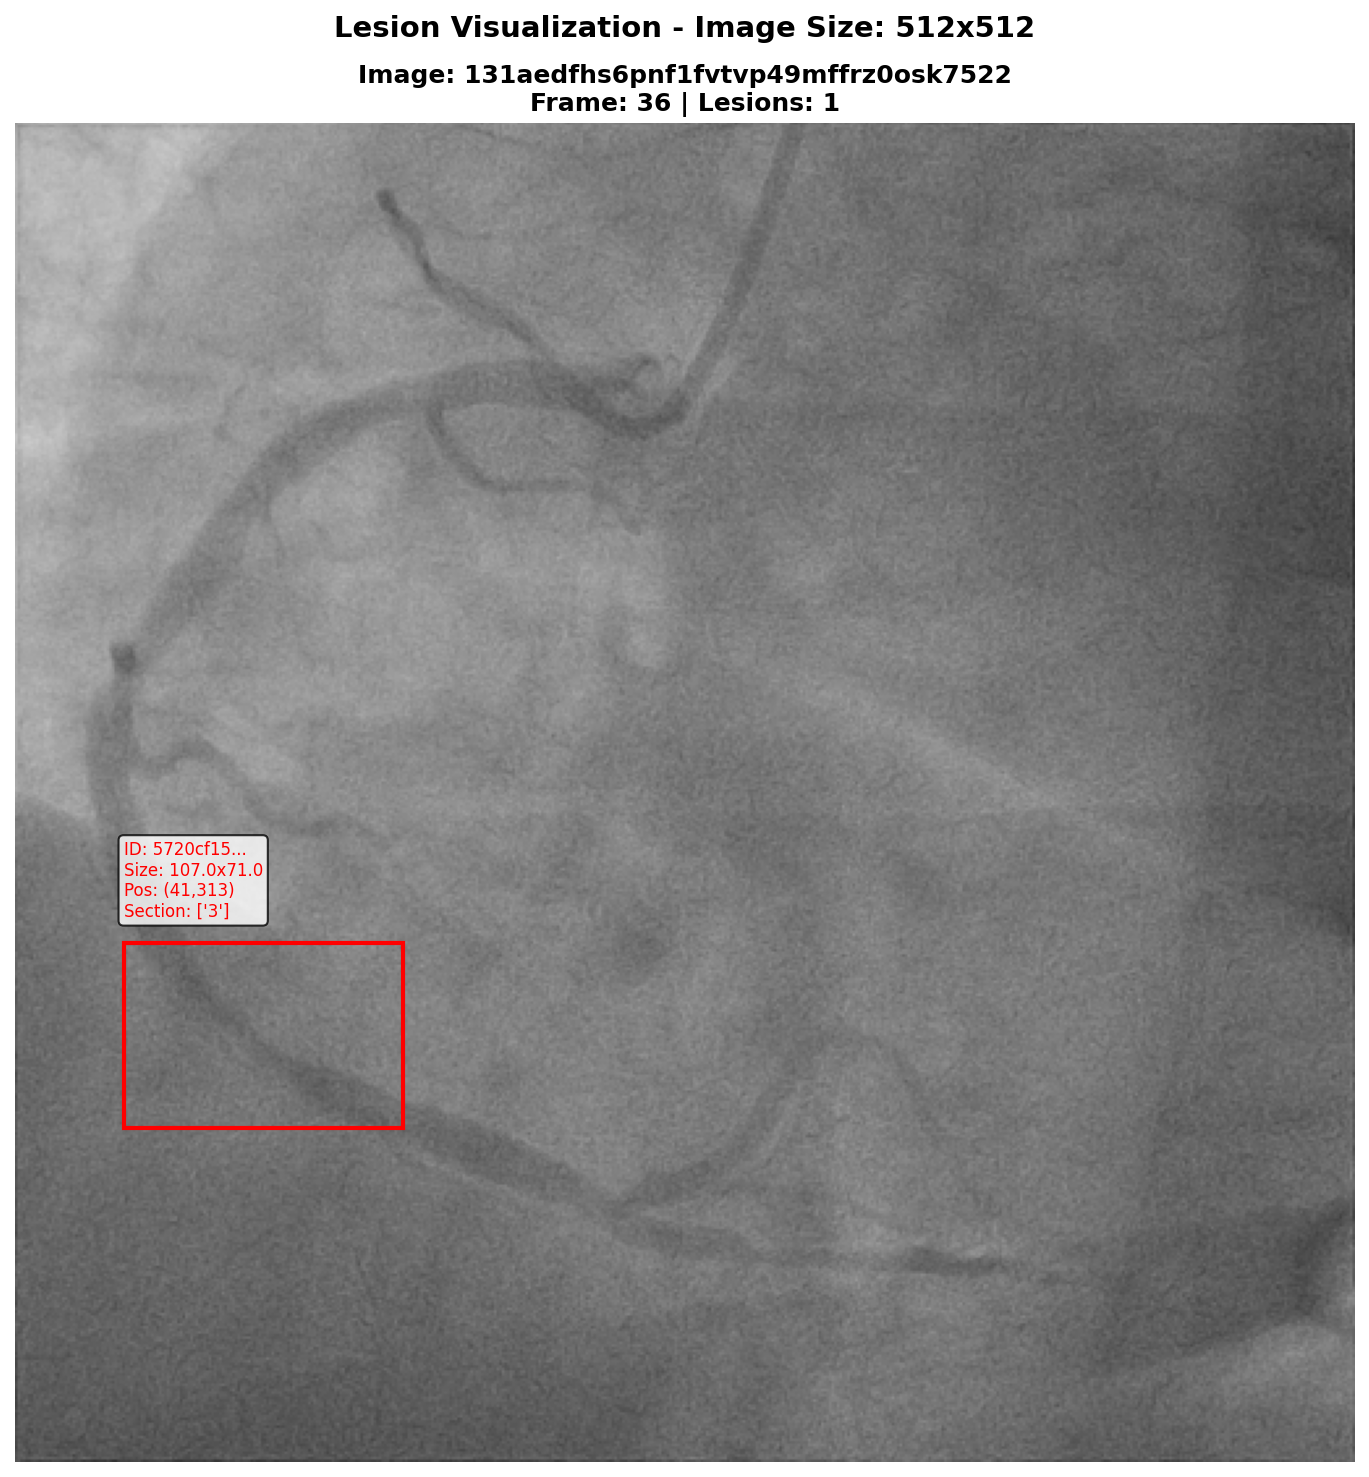 Lesion Visualization - Image Size: 512x512
Image: 131aedfhs6pnf1fvtvp49mffrz0osk7522
Frame: 36 | Lesions: 1
ID: 5720cf15...
Size: 107.0x71.0
Pos: (41,313)
Section: ['3']